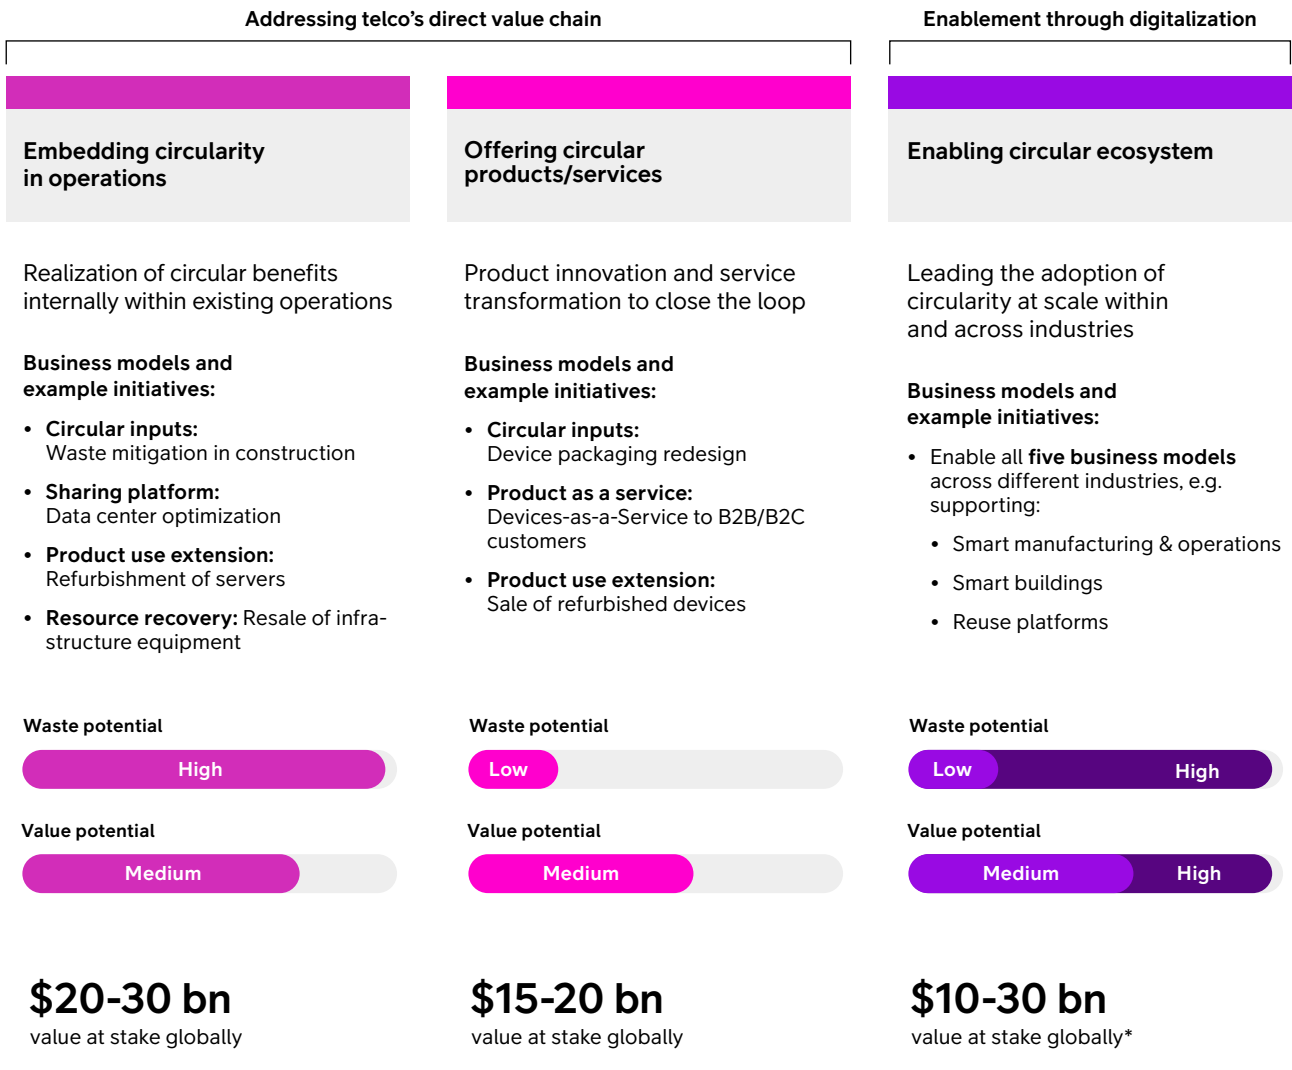 Addressing telco's direct value chain
Enablement through digitalization
Embedding circularity
in operations
Realization of circular benefits
internally within existing operations
Business models and
example initiatives:
• Circular inputs:
Waste mitigation in construction
• Sharing platform:
Data center optimization
• Product use extension:
Refurbishment of servers
• Resource recovery: Resale of infra-
structure equipment
Waste potential
High
Value potential
Medium
$20-30 bn
value at stake globally
Offering circular
products/services
Product innovation and service
transformation to close the loop
Business models and
example initiatives:
• Circular inputs:
Device packaging redesign
• Product as a service:
Devices-as-a-Service to B2B/B2C
customers
• Product use extension:
Sale of refurbished devices
Waste potential
Low
Value potential
Medium
$15-20 bn
value at stake globally
Enabling circular ecosystem
Leading the adoption of
circularity at scale within
and across industries
Business models and
example initiatives:
• Enable all five business models
across different industries, e.g.
supporting:
• Smart manufacturing & operations
• Smart buildings
• Reuse platforms
Waste potential
Low High
Value potential
Medium High
$10-30 bn
value at stake globally*